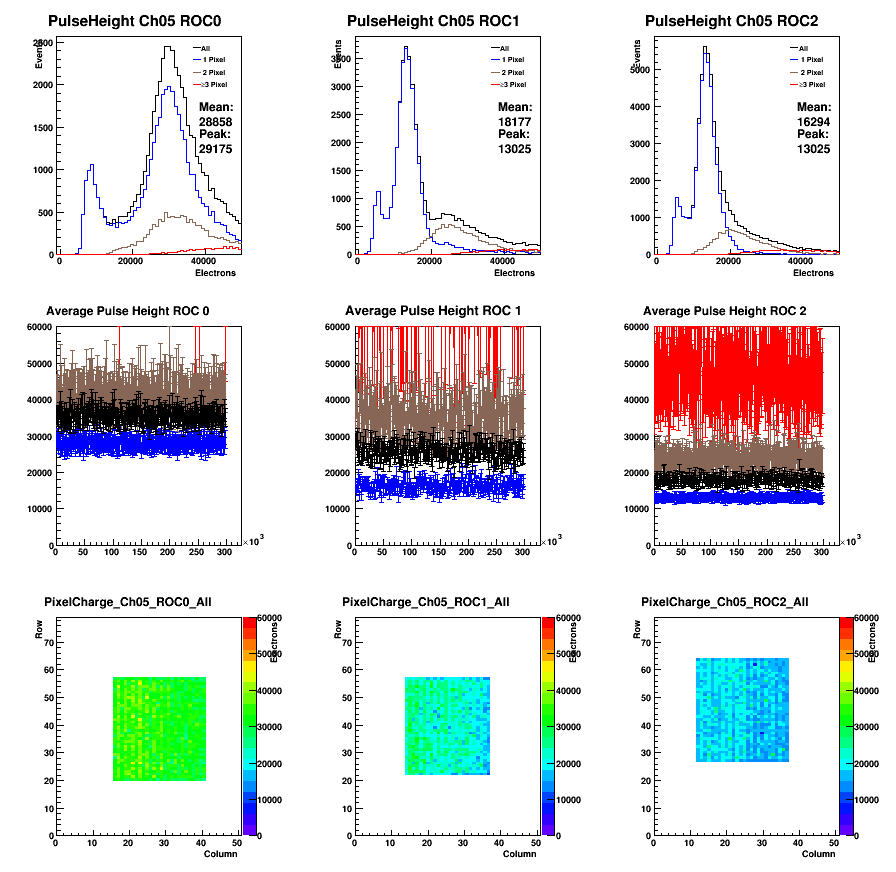 PulseHeight Ch05 ROC0
PulseHeight Ch05 ROC1
PulseHeight Ch05 ROC2
Events
2500
2000
1500
1000
500
0
All
1 Pixel
2 Pixel
≥3 Pixel
Mean:
28858
Peak:
29175
0 20000 40000
Electrons
Events
3500
3000
2500
2000
1500
1000
500
0
All
1 Pixel
2 Pixel
≥3 Pixel
Mean:
18177
Peak:
13025
0 20000 40000
Electrons
Events
5000
4000
3000
2000
1000
0
All
1 Pixel
2 Pixel
≥3 Pixel
Mean:
16294
Peak:
13025
0 20000 40000
Electrons
Average Pulse Height ROC 0
60000
50000
40000
30000
20000
10000
0
0 50 100 150 200 250 300 ×10³
Average Pulse Height ROC 1
60000
50000
40000
30000
20000
10000
0
0 50 100 150 200 250 300 ×10³
Average Pulse Height ROC 2
60000
50000
40000
30000
20000
10000
0
0 50 100 150 200 250 300 ×10³
PixelCharge_Ch05_ROC0_All
Row
70
60
50
40
30
20
10
0
0 10 20 30 40 50
Column
60000
50000
40000
30000
20000
10000
0
Electrons
PixelCharge_Ch05_ROC1_All
Row
70
60
50
40
30
20
10
0
0 10 20 30 40 50
Column
60000
50000
40000
30000
20000
10000
0
Electrons
PixelCharge_Ch05_ROC2_All
Row
70
60
50
40
30
20
10
0
0 10 20 30 40 50
Column
60000
50000
40000
30000
20000
10000
0
Electrons